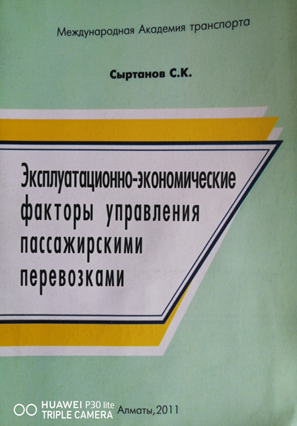 Международная Академия транспорта
Сыртанов С.К.
Эксплуатационно-экономические
факторы управления
пассажирскими
перевозками
Алматы,2011
HUAWEI P30 lite
TRIPLE CAMERA